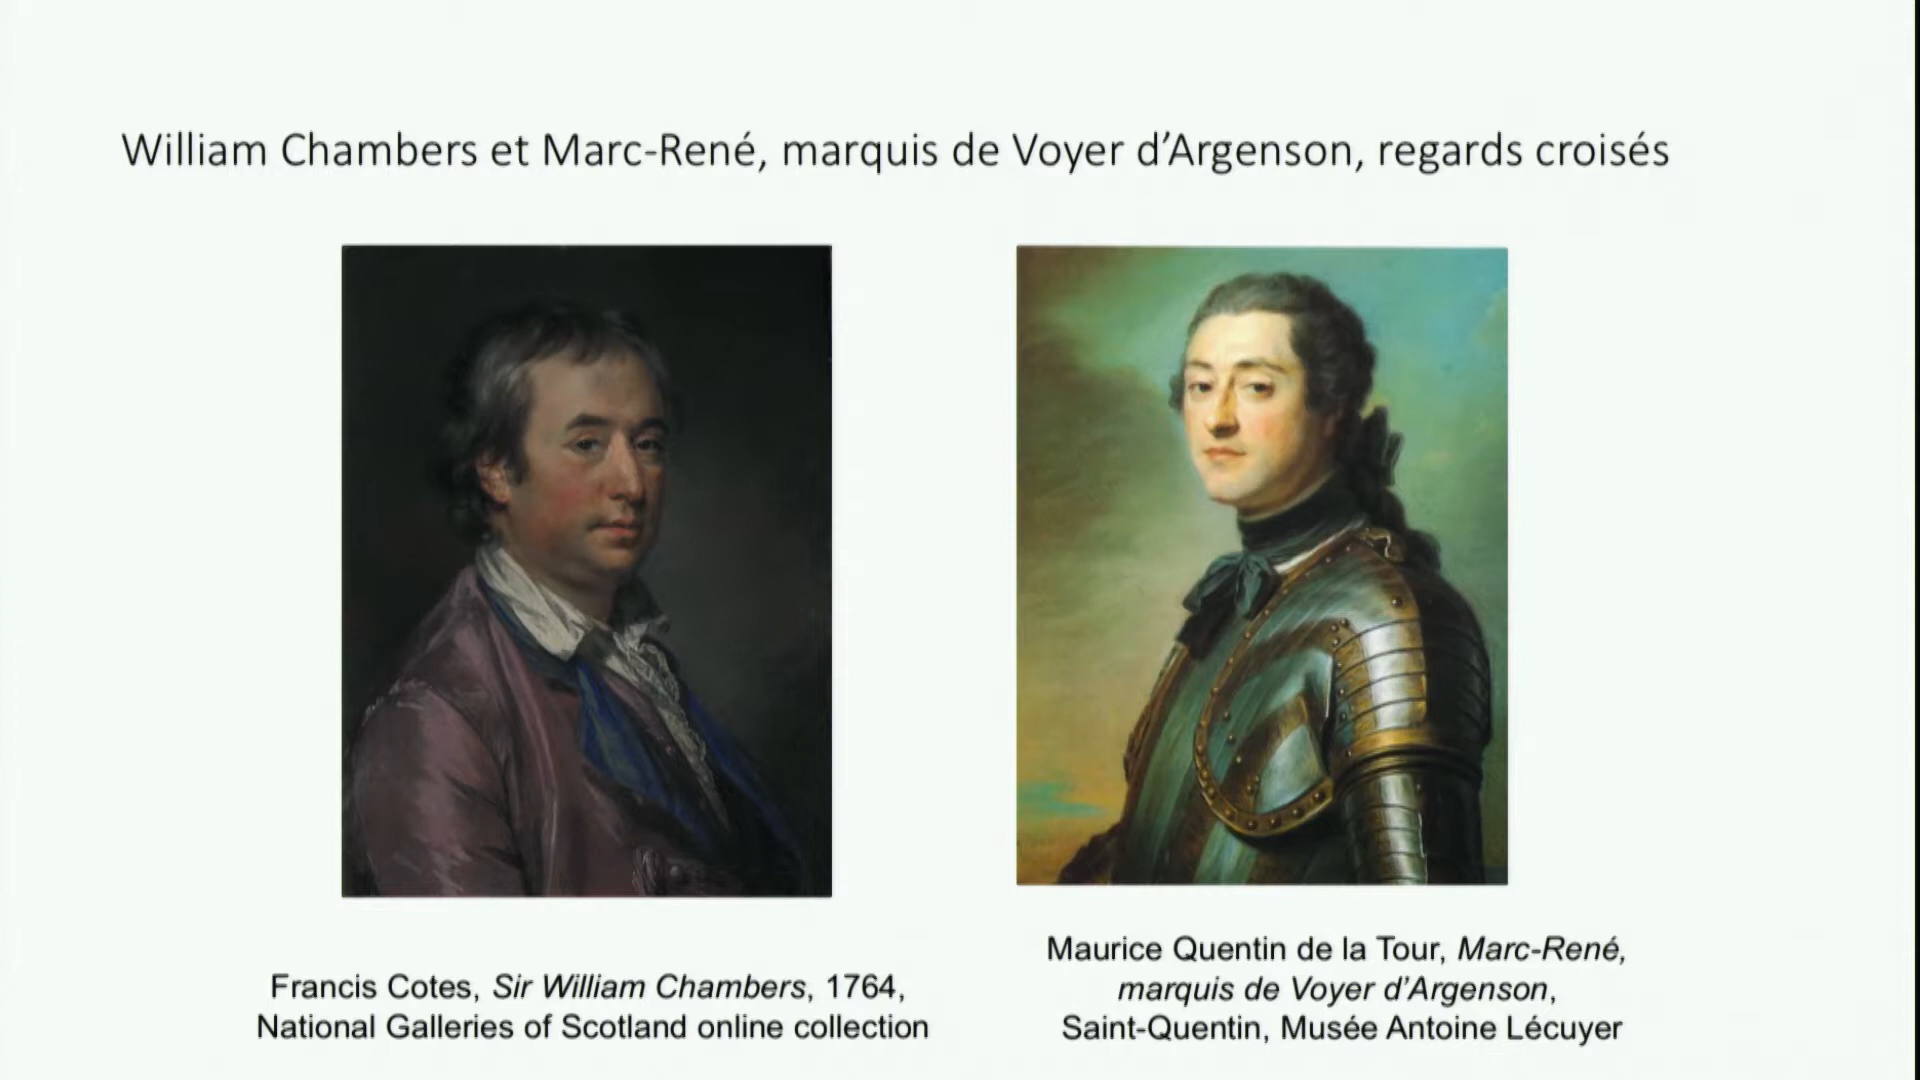 William Chambers et Marc-René, marquis de Voyer d’Argenson, regards croisés
Francis Cotes, Sir William Chambers, 1764,
National Galleries of Scotland online collection
Maurice Quentin de la Tour, Marc-René,
marquis de Voyer d’Argenson,
Saint-Quentin, Musée Antoine Lécuyer